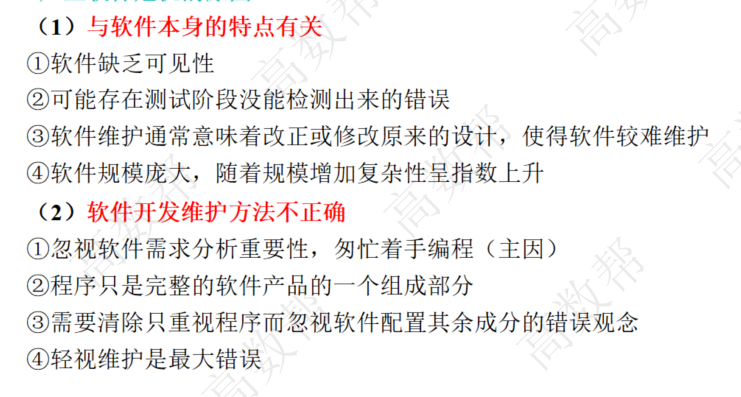 （1）与软件本身的特点有关
①软件缺乏可见性
②可能存在测试阶段没能检测出来的错误
③软件维护通常意味着改正或修改原来的设计，使得软件较难维护
④软件规模庞大，随着规模增加复杂性呈指数上升
（2）软件开发维护方法不正确
①忽视软件需求分析重要性，匆忙着手编程（主因）
②程序只是完整的软件产品的一个组成部分
③需要清除只重视程序而忽视软件配置其余成分的错误观念
④轻视维护是最大错误
高数帮
高数帮
高数帮
高数帮
高数帮
高数帮